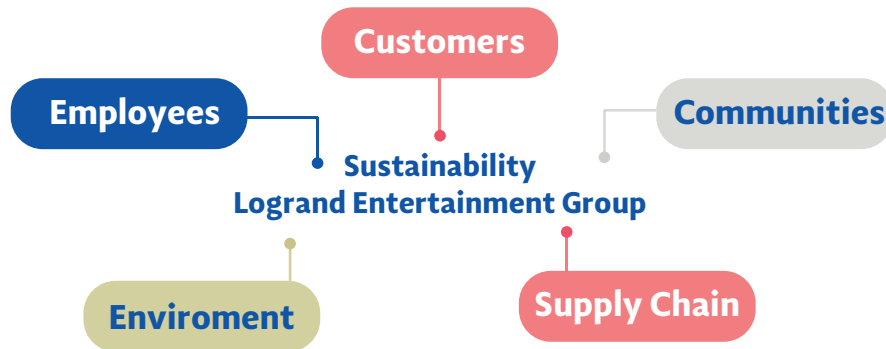 Customers
Employees
Communities
Sustainability
Logrand Entertainment Group
Enviroment
Supply Chain